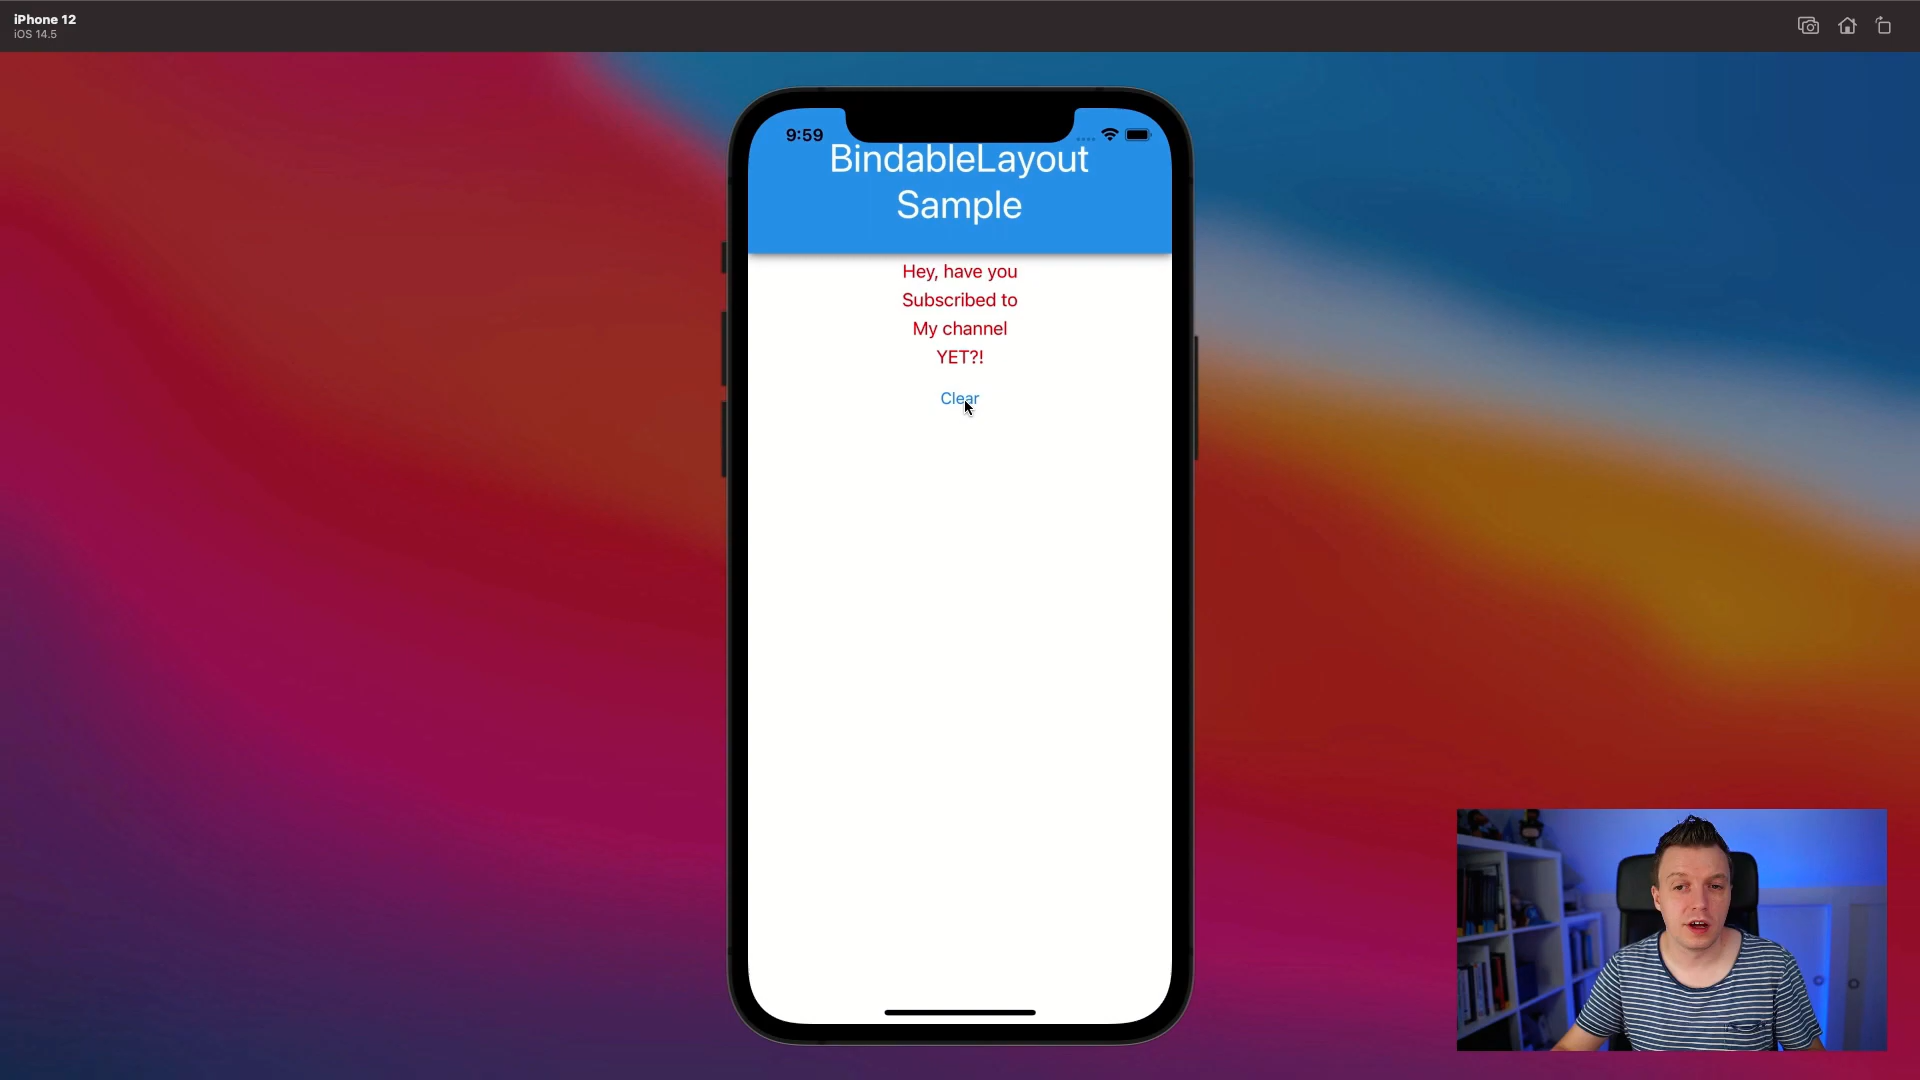 iPhone 12
iOS 14.5
9:59
BindableLayout
Sample
Hey, have you
Subscribed to
My channel
YET?!
Clear